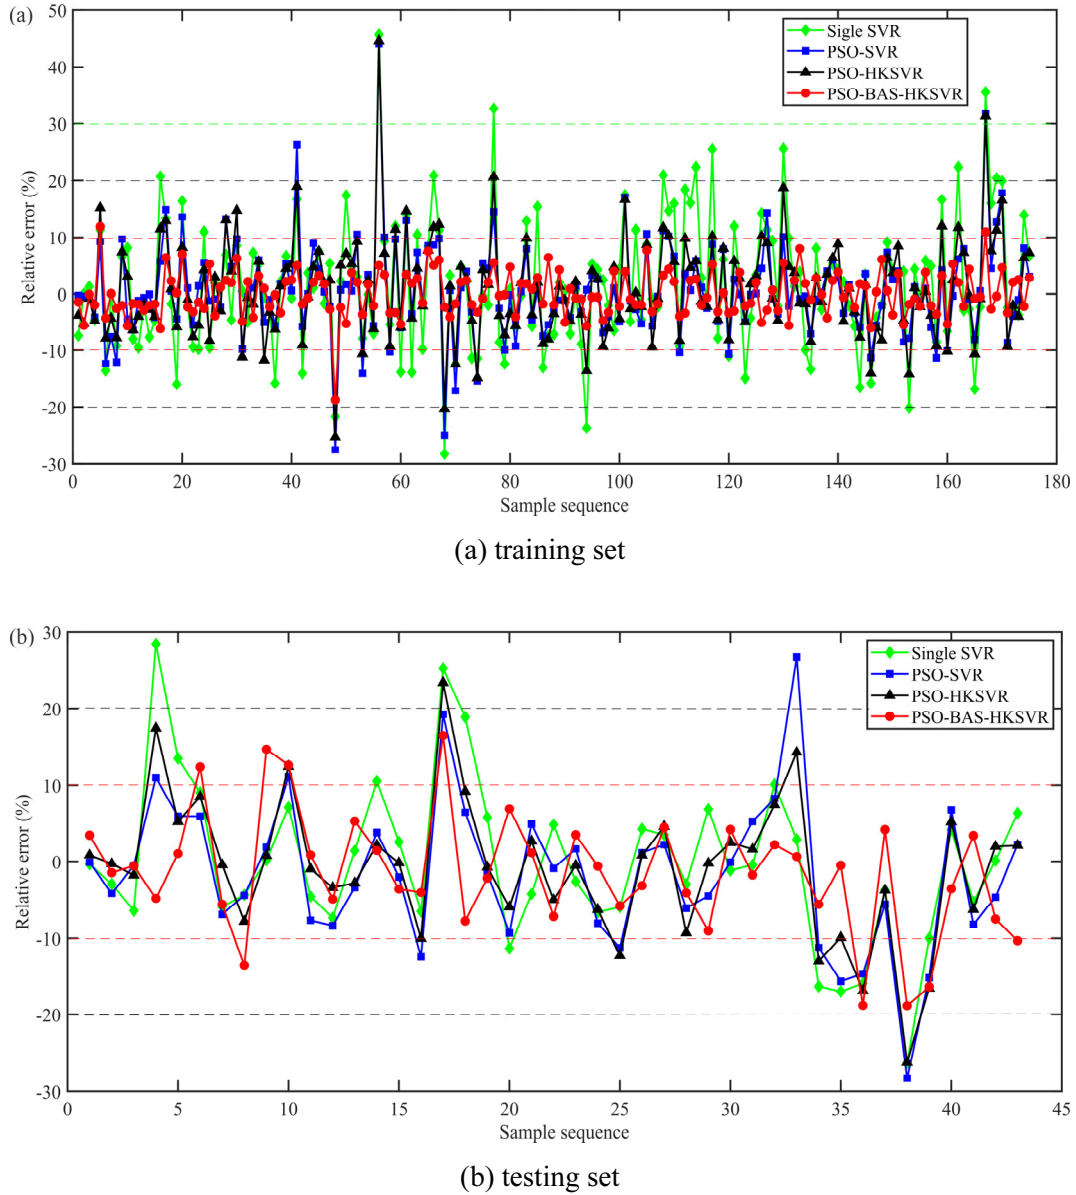 (a)
50
40
30
20
10
0
-10
-20
-30
Relative error (%)
Sigle SVR
PSO-SVR
PSO-HKSVR
PSO-BAS-HKSVR
0 20 40 60 80 100 120 140 160 180
Sample sequence
(a) training set
(b)
30
20
10
0
-10
-20
-30
Relative error (%)
Single SVR
PSO-SVR
PSO-HKSVR
PSO-BAS-HKSVR
0 5 10 15 20 25 30 35 40 45
Sample sequence
(b) testing set